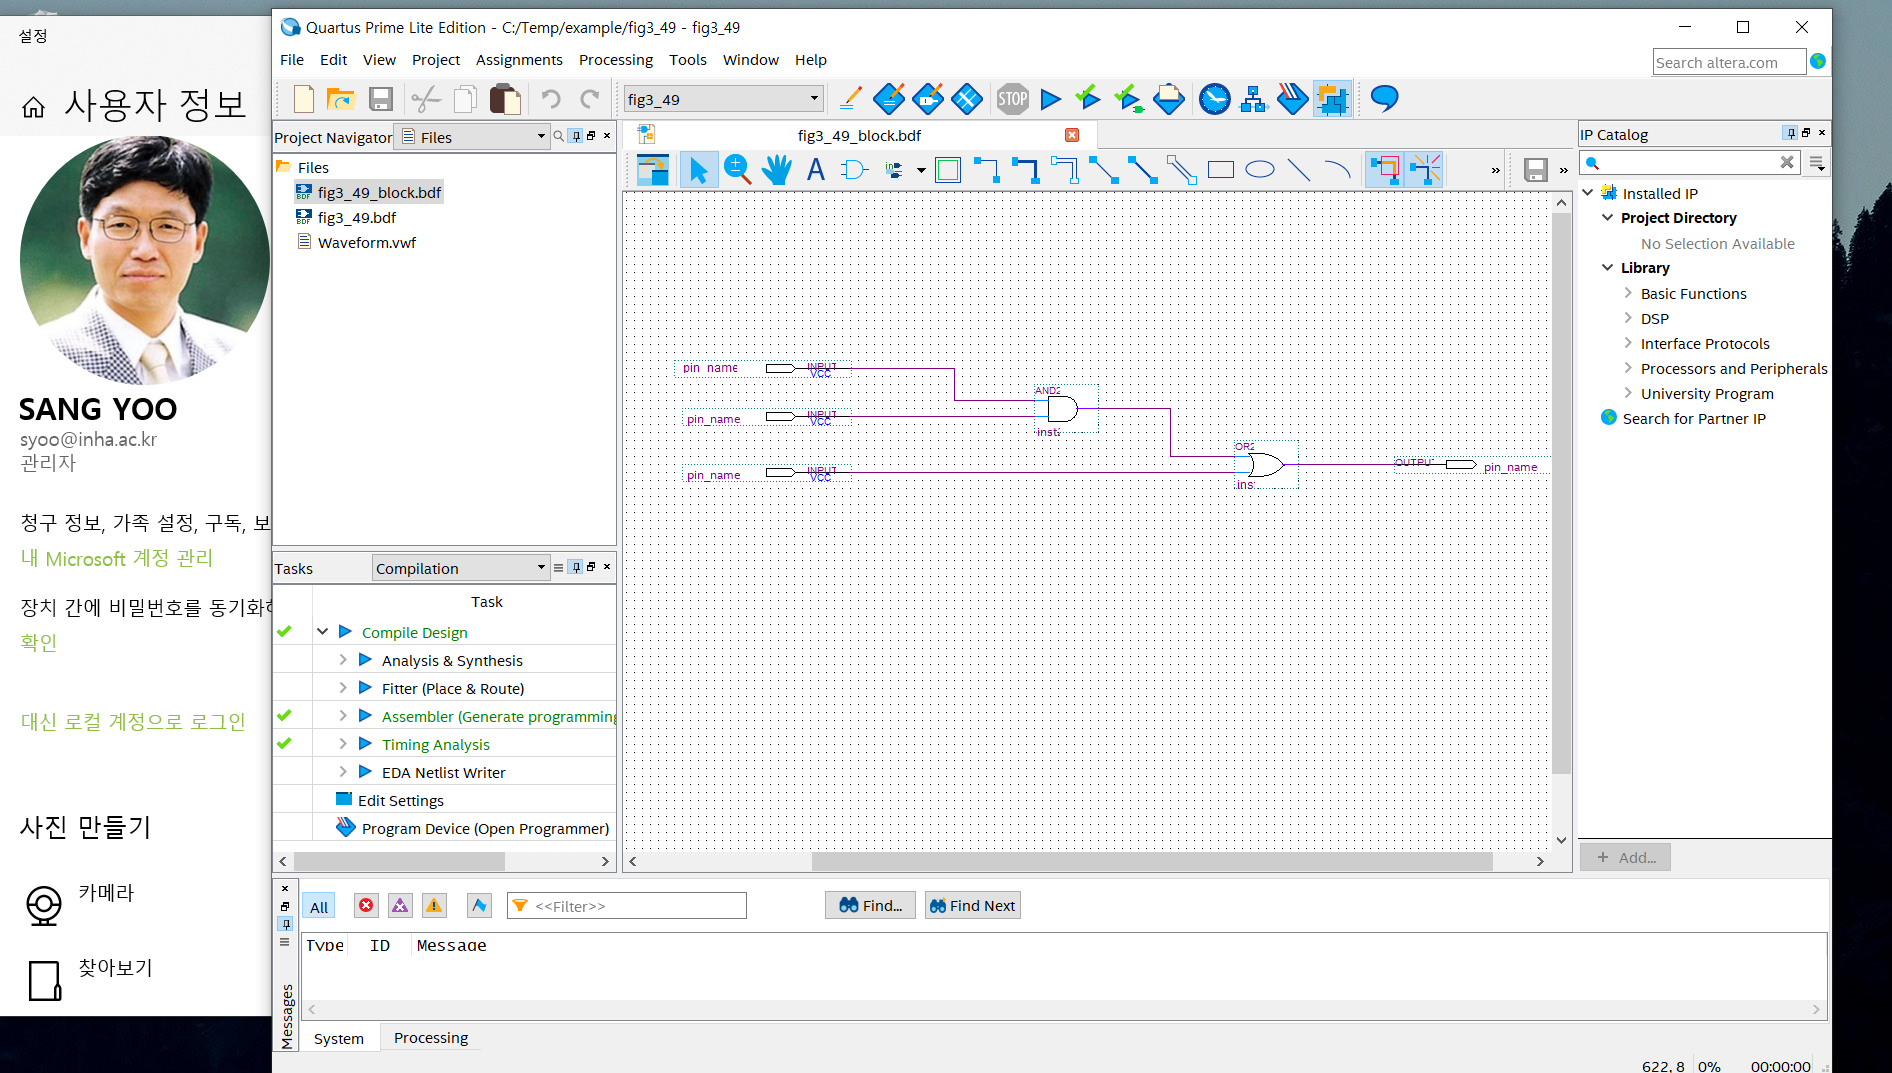 설정
사용자 정보
SANG YOO
syoo@inha.ac.kr
관리자
청구 정보, 가족 설정, 구독, 보
내 Microsoft 계정 관리
장치 간에 비밀번호를 동기화하
확인
대신 로컬 계정으로 로그인
사진 만들기
카메라
찾아보기
Quartus Prime Lite Edition - C:/Temp/example/fig3_49 - fig3_49
File Edit View Project Assignments Processing Tools Window Help
Search altera.com
STOP
fig3_49
Project Navigator Files
Files
fig3_49_block.bdf
fig3_49.bdf
Waveform.vwf
Tasks Compilation
Task
Compile Design
Analysis & Synthesis
Fitter (Place & Route)
Assembler (Generate programming
Timing Analysis
EDA Netlist Writer
Edit Settings
Program Device (Open Programmer)
fig3_49_block.bdf
A
pin_name INPUT
VCC
pin_name INPUT
VCC
pin_name INPUT
VCC
AND2
inst
OR2
inst
OUTPUT pin_name
IP Catalog
Installed IP
Project Directory
No Selection Available
Library
Basic Functions
DSP
Interface Protocols
Processors and Peripherals
University Program
Search for Partner IP
+ Add...
All <<Filter>> Find... Find Next
Type ID Message
Messages
System Processing
622, 8 0% 00:00:00